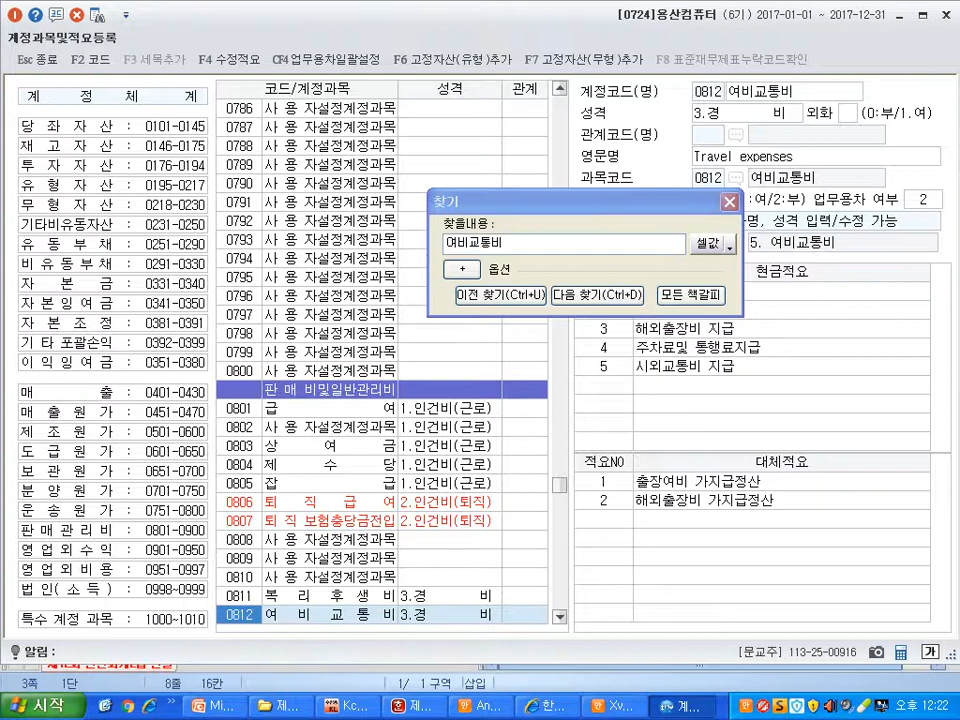 [0724]용산컴퓨터 (6기) 2017-01-01 ~ 2017-12-31
계정과목및적요등록
Esc 종료 F2 코드 F3 세목추가 F4 수정적요 CF4업무용차일괄설정 F6 고정자산(유형)추가 F7 고정자산(무형)추가 F8 표준재무제표누락코드확인
계 정 체 계
당 좌 자 산 : 0101-0145
재 고 자 산 : 0146-0175
투 자 자 산 : 0176-0194
유 형 자 산 : 0195-0217
무 형 자 산 : 0218-0230
기타비유동자산 : 0231-0250
유 동 부 채 : 0251-0290
비 유 동 부 채 : 0291-0330
자 본 금 : 0331-0340
자 본 잉 여 금 : 0341-0350
자 본 조 정 : 0381-0391
기 타 포괄손익 : 0392-0399
이 익 잉 여 금 : 0351-0380
매 출 : 0401-0430
매 출 원 가 : 0451-0470
제 조 원 가 : 0501-0600
도 급 원 가 : 0601-0650
보 관 원 가 : 0651-0700
분 양 원 가 : 0701-0750
운 송 원 가 : 0751-0800
판 매 관 리 비 : 0801-0900
영 업 외 수 익 : 0901-0950
영 업 외 비 용 : 0951-0997
법 인 ( 소 득 ) : 0998-0999
특수 계정 과목 : 1000~1010
코드/계정과목 성격 관계
0786 사 용 자설정계정과목
0787 사 용 자설정계정과목
0788 사 용 자설정계정과목
0789 사 용 자설정계정과목
0790 사 용 자설정계정과목
0791 사 용 자설정계정과목
0792 사 용 자설정계정과목
0793 사 용 자설정계정과목
0794 사 용 자설정계정과목
0795 사 용 자설정계정과목
0796 사 용 자설정계정과목
0797 사 용 자설정계정과목
0798 사 용 자설정계정과목
0799 사 용 자설정계정과목
0800 사 용 자설정계정과목
판 매 비및일반관리비
0801 급 여 1.인건비(근로)
0802 사 용 자설정계정과목 1.인건비(근로)
0803 상 여 금 1.인건비(근로)
0804 제 수 당 1.인건비(근로)
0805 잡 급 1.인건비(근로)
0806 퇴 직 급 여 2.인건비(퇴직)
0807 퇴 직 보험충당금전입 2.인건비(퇴직)
0808 사 용 자설정계정과목
0809 사 용 자설정계정과목
0810 사 용 자설정계정과목
0811 복 리 후 생 비 3.경 비
0812 여 비 교 통 비 3.경 비
계정코드(명) 0812 여비교통비
성격 3.경 비 외화 (0:부/1.여)
관계코드(명)
영문명 Travel expenses
과목코드 0812 여비교통비
:여/2:부) 업무용차 여부 2
명, 성격 입력/수정 가능
5. 여비교통비
찾기
찾을내용 :
여비교통비 셀값
+ 옵션
이전 찾기(Ctrl+U) 다음 찾기(Ctrl+D) 모든 책갈피
현금적요
3 해외출장비 지급
4 주차료및 통행료지급
5 시외교통비 지급
적요NO 대체적요
1 출장여비 가지급정산
2 해외출장비 가지급정산
알림 : [문교주] 113-25-00916 가
3쪽 1단 8줄 16칸 1/ 1 구역 삽입
시작 Mi... 제... Kc... 제... An... 한... Xv... 계... 오후 12:22